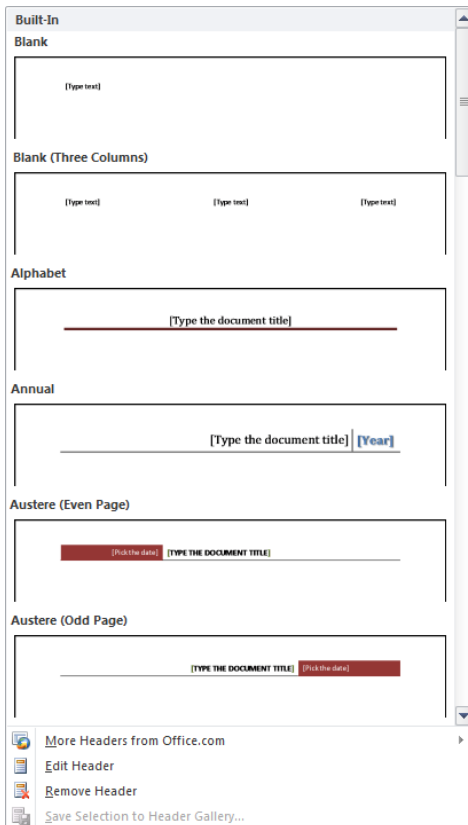 Built-In
Blank
[Type text]
Blank (Three Columns)
[Type text] [Type text] [Type text]
Alphabet
[Type the document title]
Annual
[Type the document title] [Year]
Austere (Even Page)
[Pick the date] [TYPE THE DOCUMENT TITLE]
Austere (Odd Page)
[TYPE THE DOCUMENT TITLE] [Pick the date]
More Headers from Office.com
Edit Header
Remove Header
Save Selection to Header Gallery...